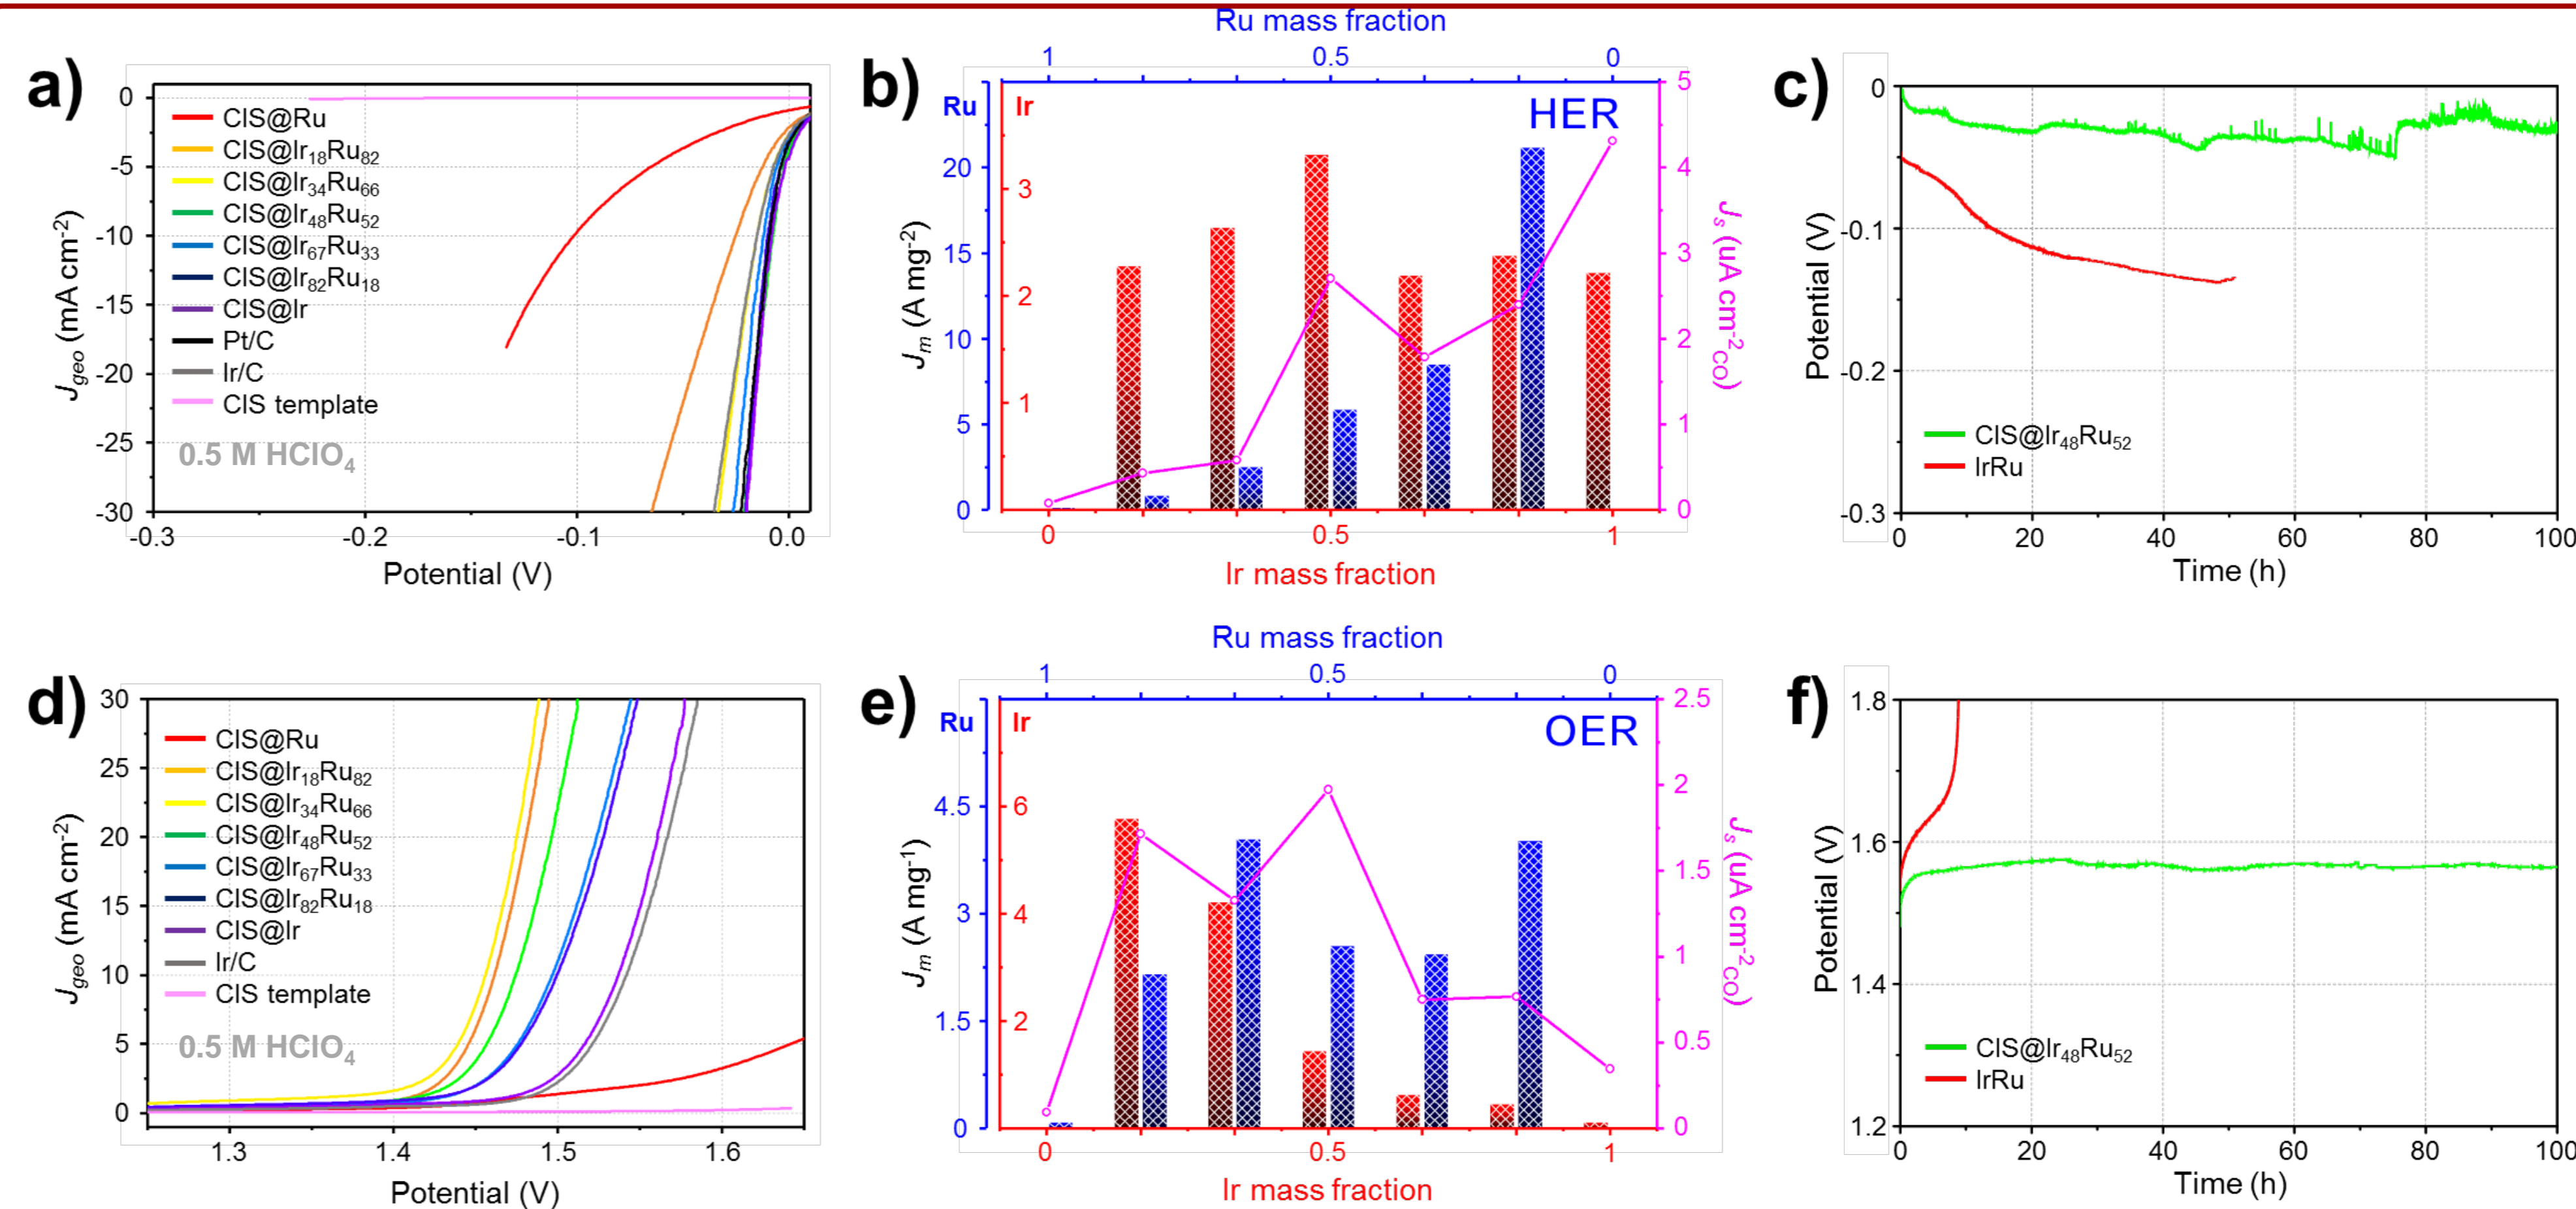 a)
0
-5
-10
-15
-20
-25
-30
-0.3
-0.2
-0.1
0.0
Potential (V)
J_geo (mA cm⁻²)
CIS@Ru
CIS@Ir₁₈Ru₈₂
CIS@Ir₃₄Ru₆₆
CIS@Ir₄₈Ru₅₂
CIS@Ir₆₇Ru₃₃
CIS@Ir₈₂Ru₁₈
CIS@Ir
Pt/C
Ir/C
CIS template
0.5 M HClO₄
b)
Ru mass fraction
1
0.5
0
Ru
Ir
HER
20
15
10
5
0
3
2
1
J_m (A mg⁻²)
5
4
3
2
1
0
J_s (uA cm⁻²_CO)
0
0.5
1
Ir mass fraction
c)
0
-0.1
-0.2
-0.3
Potential (V)
CIS@Ir₄₈Ru₅₂
IrRu
0
20
40
60
80
100
Time (h)
d)
30
25
20
15
10
5
0
J_geo (mA cm⁻²)
CIS@Ru
CIS@Ir₁₈Ru₈₂
CIS@Ir₃₄Ru₆₆
CIS@Ir₄₈Ru₅₂
CIS@Ir₆₇Ru₃₃
CIS@Ir₈₂Ru₁₈
CIS@Ir
Ir/C
CIS template
0.5 M HClO₄
1.3
1.4
1.5
1.6
Potential (V)
e)
Ru mass fraction
1
0.5
0
Ru
Ir
OER
4.5
3
1.5
0
6
4
2
J_m (A mg⁻¹)
2.5
2
1.5
1
0.5
0
J_s (uA cm⁻²_CO)
0
0.5
1
Ir mass fraction
f)
1.8
1.6
1.4
1.2
Potential (V)
CIS@Ir₄₈Ru₅₂
IrRu
0
20
40
60
80
100
Time (h)